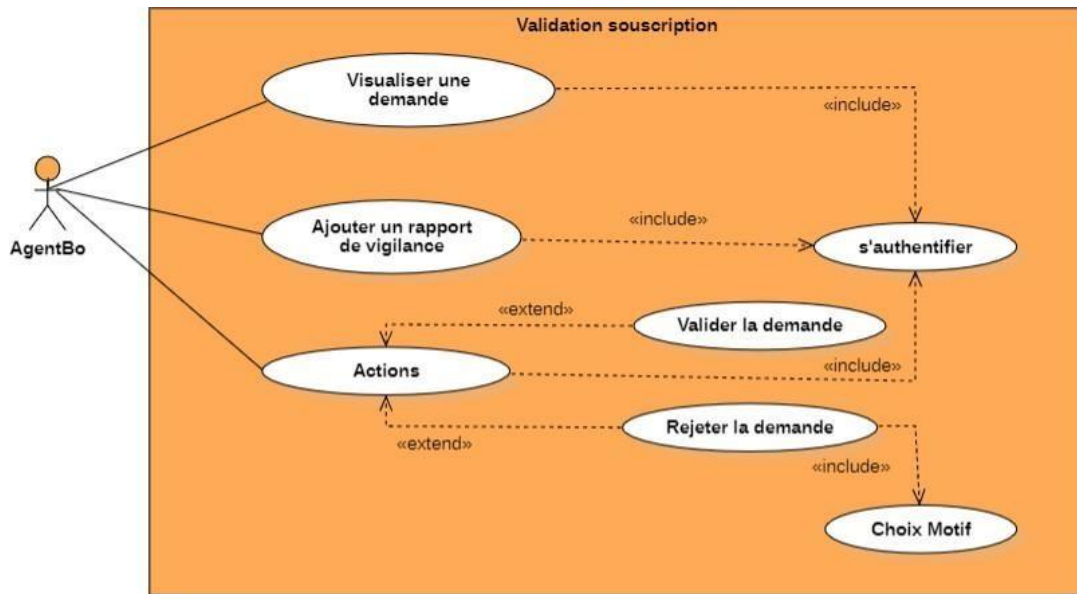 Validation souscription
Visualiser une
demande
«include»
Ajouter un rapport
de vigilance
«include»
s'authentifier
AgentBo
«extend»
Valider la demande
Actions
«include»
Rejeter la demande
«extend»
«include»
Choix Motif